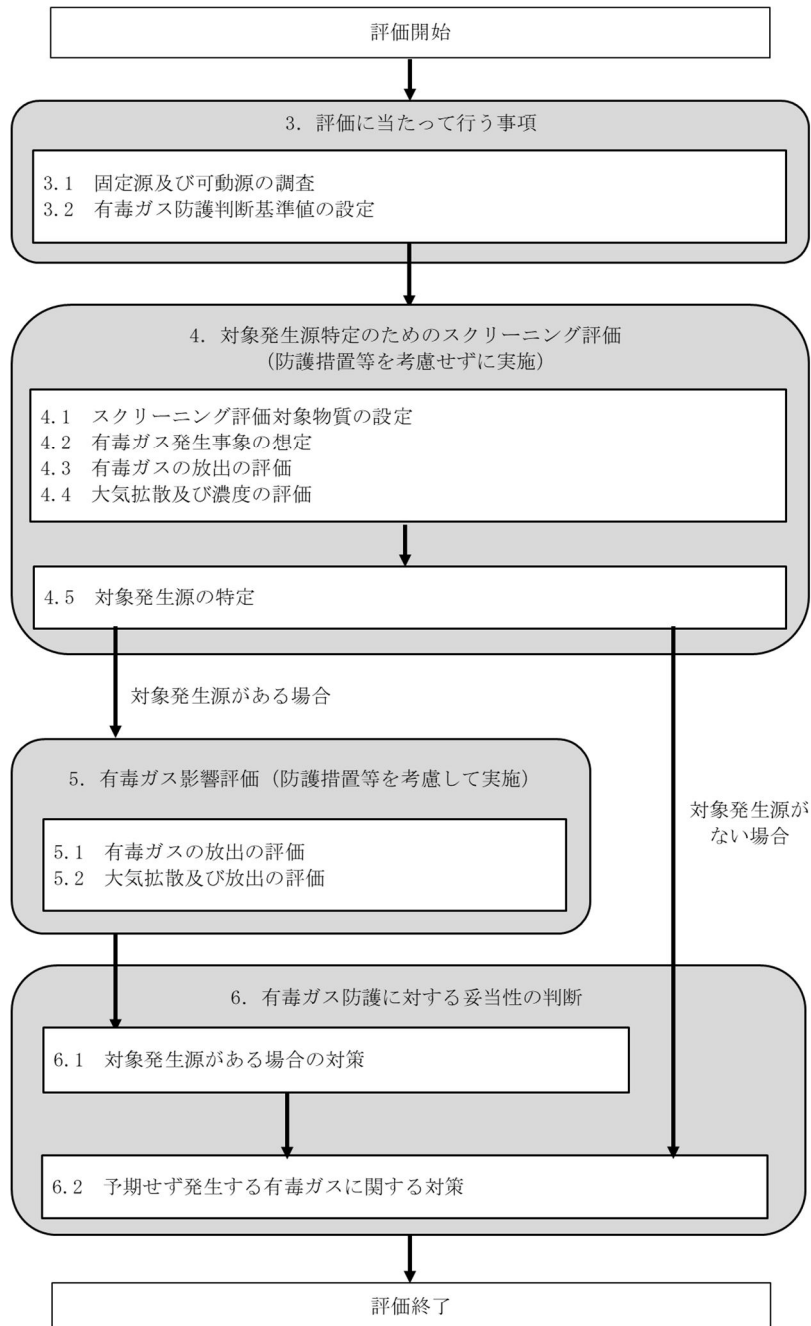 評価開始
3. 評価に当たって行う事項
3.1 固定源及び可動源の調査
3.2 有毒ガス防護判断基準値の設定
4. 対象発生源特定のためのスクリーニング評価
(防護措置等を考慮せずに実施)
4.1 スクリーニング評価対象物質の設定
4.2 有毒ガス発生事象の想定
4.3 有毒ガスの放出の評価
4.4 大気拡散及び濃度の評価
4.5 対象発生源の特定
対象発生源がある場合
5. 有毒ガス影響評価（防護措置等を考慮して実施）
5.1 有毒ガスの放出の評価
5.2 大気拡散及び放出の評価
対象発生源が
ない場合
6. 有毒ガス防護に対する妥当性の判断
6.1 対象発生源がある場合の対策
6.2 予期せず発生する有毒ガスに関する対策
評価終了